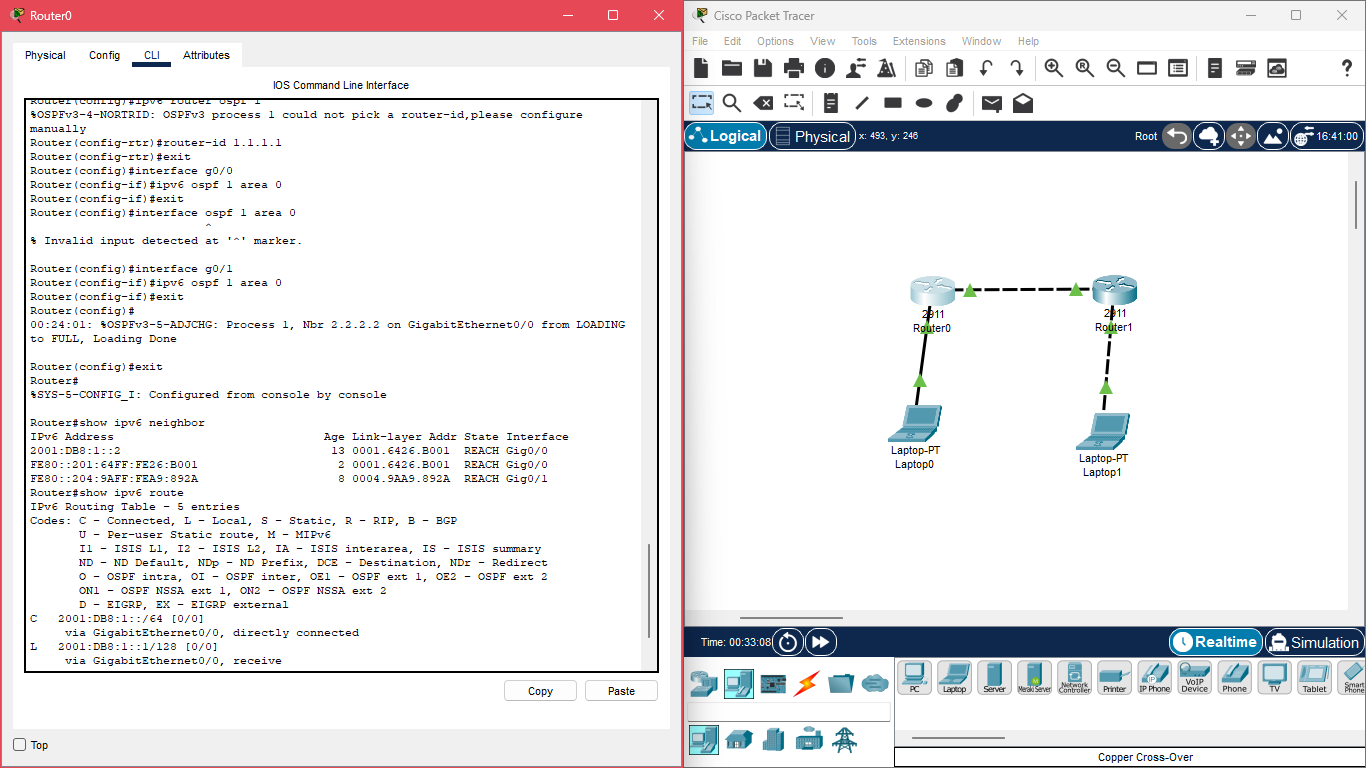 Router0
Physical
Config
CLI
Attributes
IOS Command Line Interface
Router(config)#ipv6 router ospf 1
%OSPFv3-4-NORTRID: OSPFv3 process 1 could not pick a router-id,please configure
manually
Router(config-rtr)#router-id 1.1.1.1
Router(config-rtr)#exit
Router(config)#interface g0/0
Router(config-if)#ipv6 ospf 1 area 0
Router(config-if)#exit
Router(config)#interface ospf 1 area 0
^
% Invalid input detected at '^' marker.
Router(config)#interface g0/1
Router(config-if)#ipv6 ospf 1 area 0
Router(config-if)#exit
Router(config)#
00:24:01: %OSPFv3-5-ADJCHG: Process 1, Nbr 2.2.2.2 on GigabitEthernet0/0 from LOADING
to FULL, Loading Done
Router(config)#exit
Router#
%SYS-5-CONFIG_I: Configured from console by console
Router#show ipv6 neighbor
IPv6 Address Age Link-layer Addr State Interface
2001:DB8:1::2 13 0001.6426.B001 REACH Gig0/0
FE80::201:64FF:FE26:B001 2 0001.6426.B001 REACH Gig0/0
FE80::204:9AFF:FEA9:892A 8 0004.9AA9.892A REACH Gig0/1
Router#show ipv6 route
IPv6 Routing Table - 5 entries
Codes: C - Connected, L - Local, S - Static, R - RIP, B - BGP
U - Per-user Static route, M - MIPv6
I1 - ISIS L1, I2 - ISIS L2, IA - ISIS interarea, IS - ISIS summary
ND - ND Default, NDp - ND Prefix, DCE - Destination, NDr - Redirect
O - OSPF intra, OI - OSPF inter, OE1 - OSPF ext 1, OE2 - OSPF ext 2
ON1 - OSPF NSSA ext 1, ON2 - OSPF NSSA ext 2
D - EIGRP, EX - EIGRP external
C 2001:DB8:1::/64 [0/0]
via GigabitEthernet0/0, directly connected
L 2001:DB8:1::1/128 [0/0]
via GigabitEthernet0/0, receive
Copy
Paste
Top
Cisco Packet Tracer
File Edit Options View Tools Extensions Window Help
Logical
Physical
x: 493, y: 246
Root
16:41:00
2911
Router0
2911
Router1
Laptop-PT
Laptop0
Laptop-PT
Laptop1
Time: 00:33:08
Realtime
Simulation
PC
Laptop
Server
Meraki Server
Network Controller
Printer
IP
IP Phone
VoIP Device
Phone
TV
Tablet
Smart Phone
Copper Cross-Over